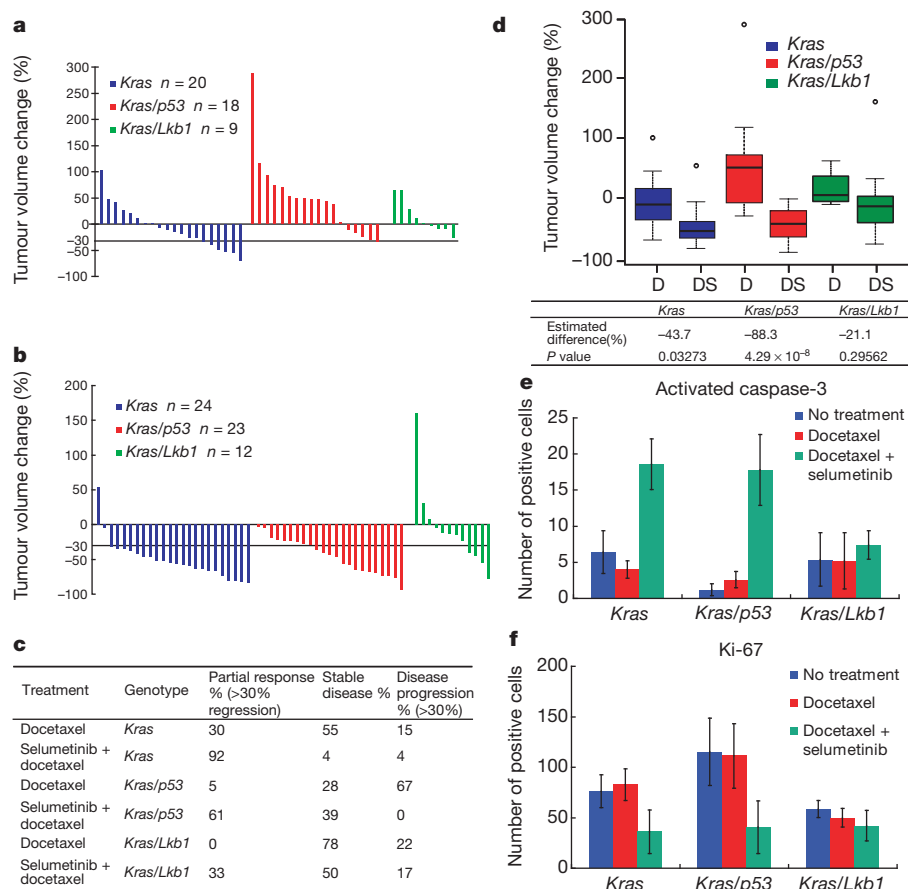 a
Tumour volume change (%)
300
250
200
150
100
50
0
−30
−50
−100
Kras n = 20
Kras/p53 n = 18
Kras/Lkb1 n = 9
b
Tumour volume change (%)
200
150
100
50
0
−30
−50
−100
Kras n = 24
Kras/p53 n = 23
Kras/Lkb1 n = 12
c
Treatment Genotype Partial response % (>30% regression) Stable disease % Disease progression % (>30%)
Docetaxel Kras 30 55 15
Selumetinib + docetaxel Kras 92 4 4
Docetaxel Kras/p53 5 28 67
Selumetinib + docetaxel Kras/p53 61 39 0
Docetaxel Kras/Lkb1 0 78 22
Selumetinib + docetaxel Kras/Lkb1 33 50 17
d
Tumour volume change (%)
300
200
100
0
−100
Kras
Kras/p53
Kras/Lkb1
D DS D DS D DS
Kras Kras/p53 Kras/Lkb1
Estimated difference(%) −43.7 −88.3 −21.1
P value 0.03273 4.29 × 10⁻⁸ 0.29562
e
Activated caspase-3
Number of positive cells
25
20
15
10
5
0
No treatment
Docetaxel
Docetaxel +
selumetinib
Kras Kras/p53 Kras/Lkb1
f
Ki-67
Number of positive cells
200
150
100
50
0
No treatment
Docetaxel
Docetaxel +
selumetinib
Kras Kras/p53 Kras/Lkb1